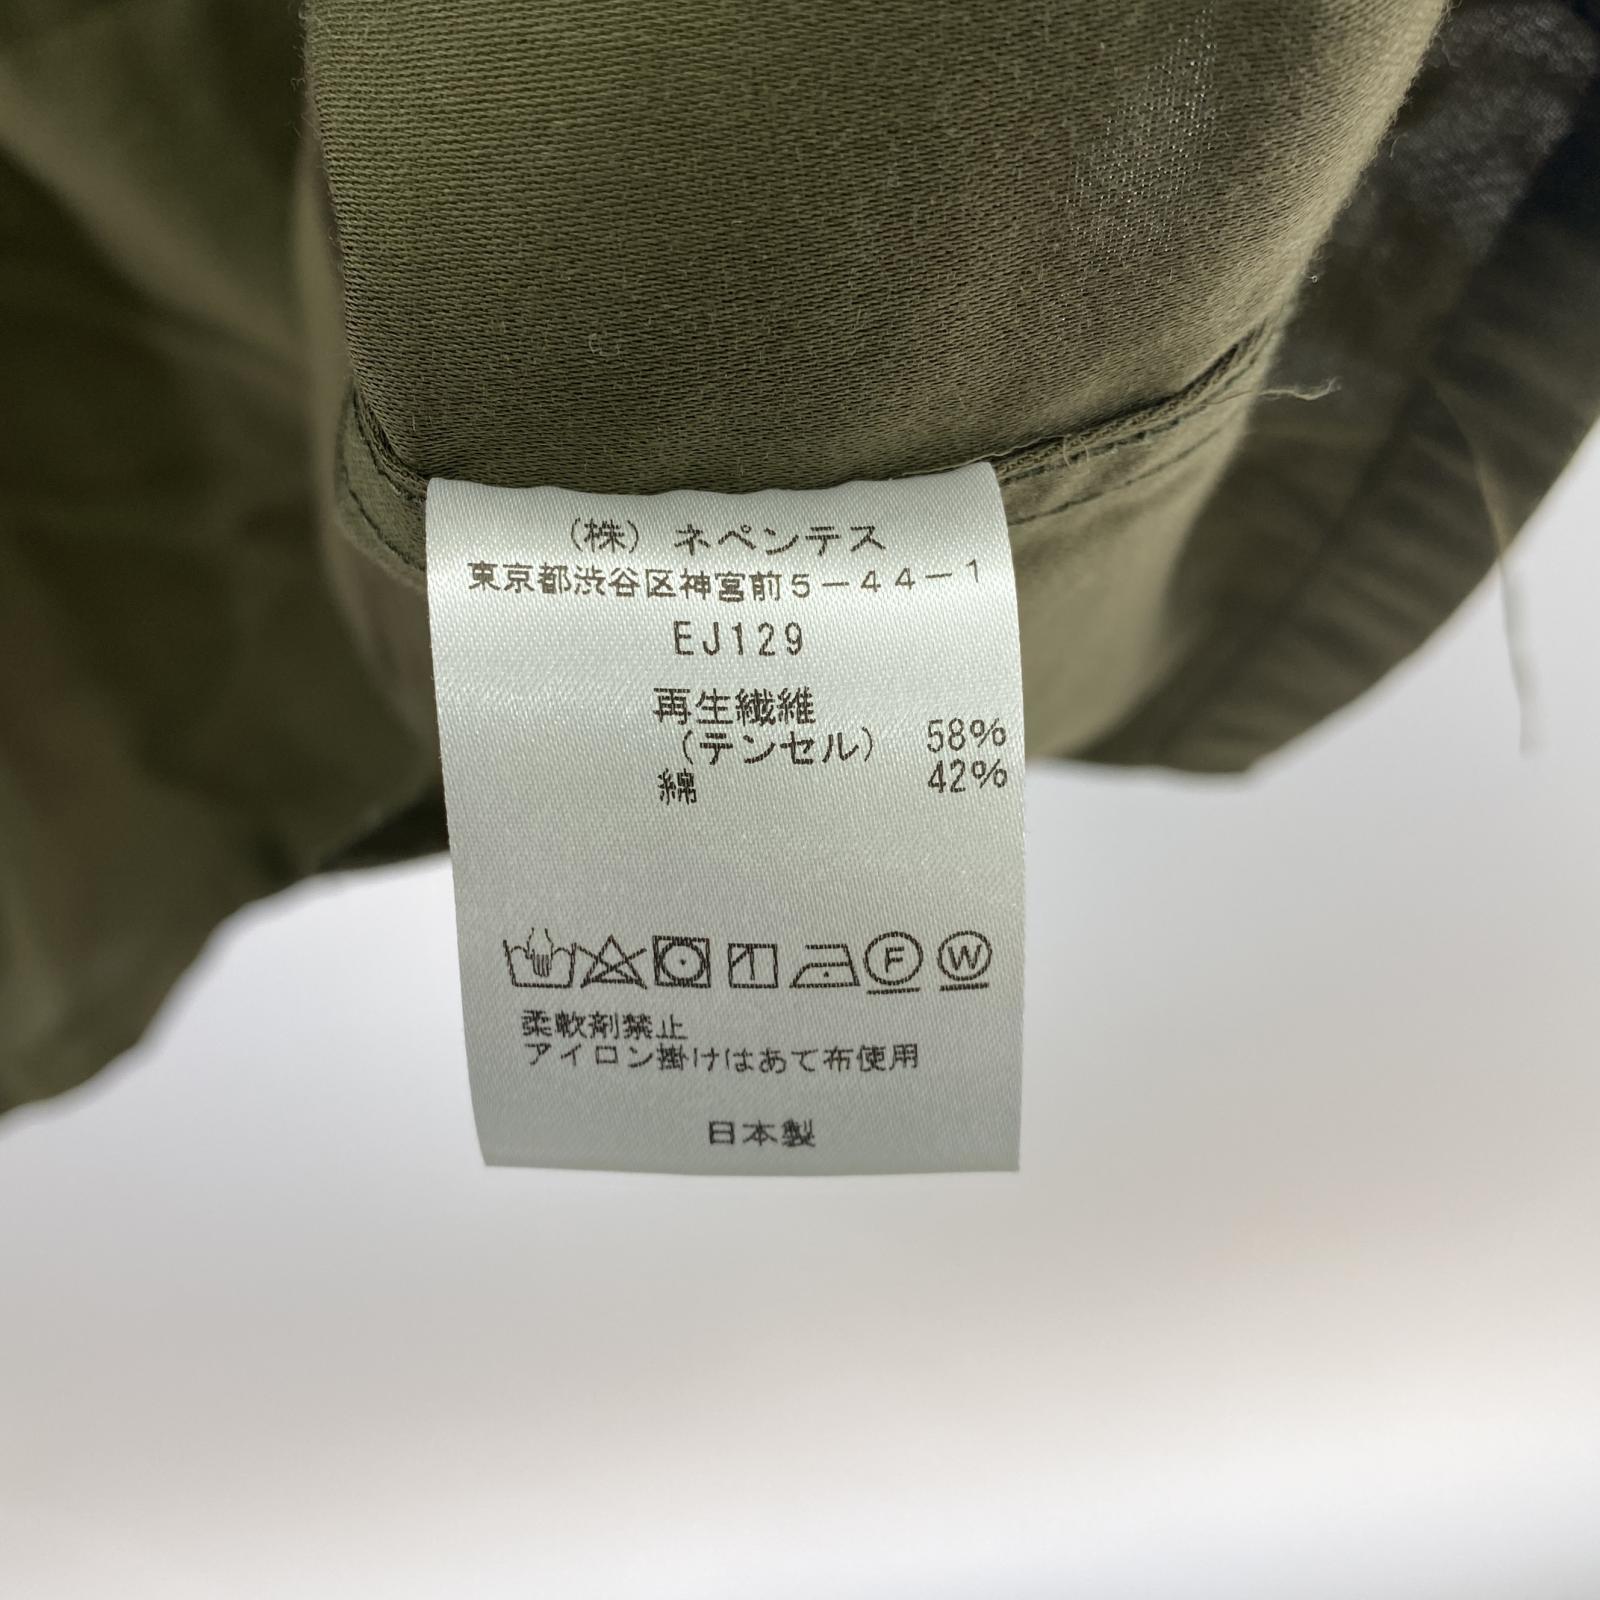 （株）ネペンテス
東京都渋谷区神宮前５－４４－１
EJ129
再生繊維
（テンセル） 58%
綿 42%
F W
柔軟剤禁止
アイロン掛けはあて布使用
日本製